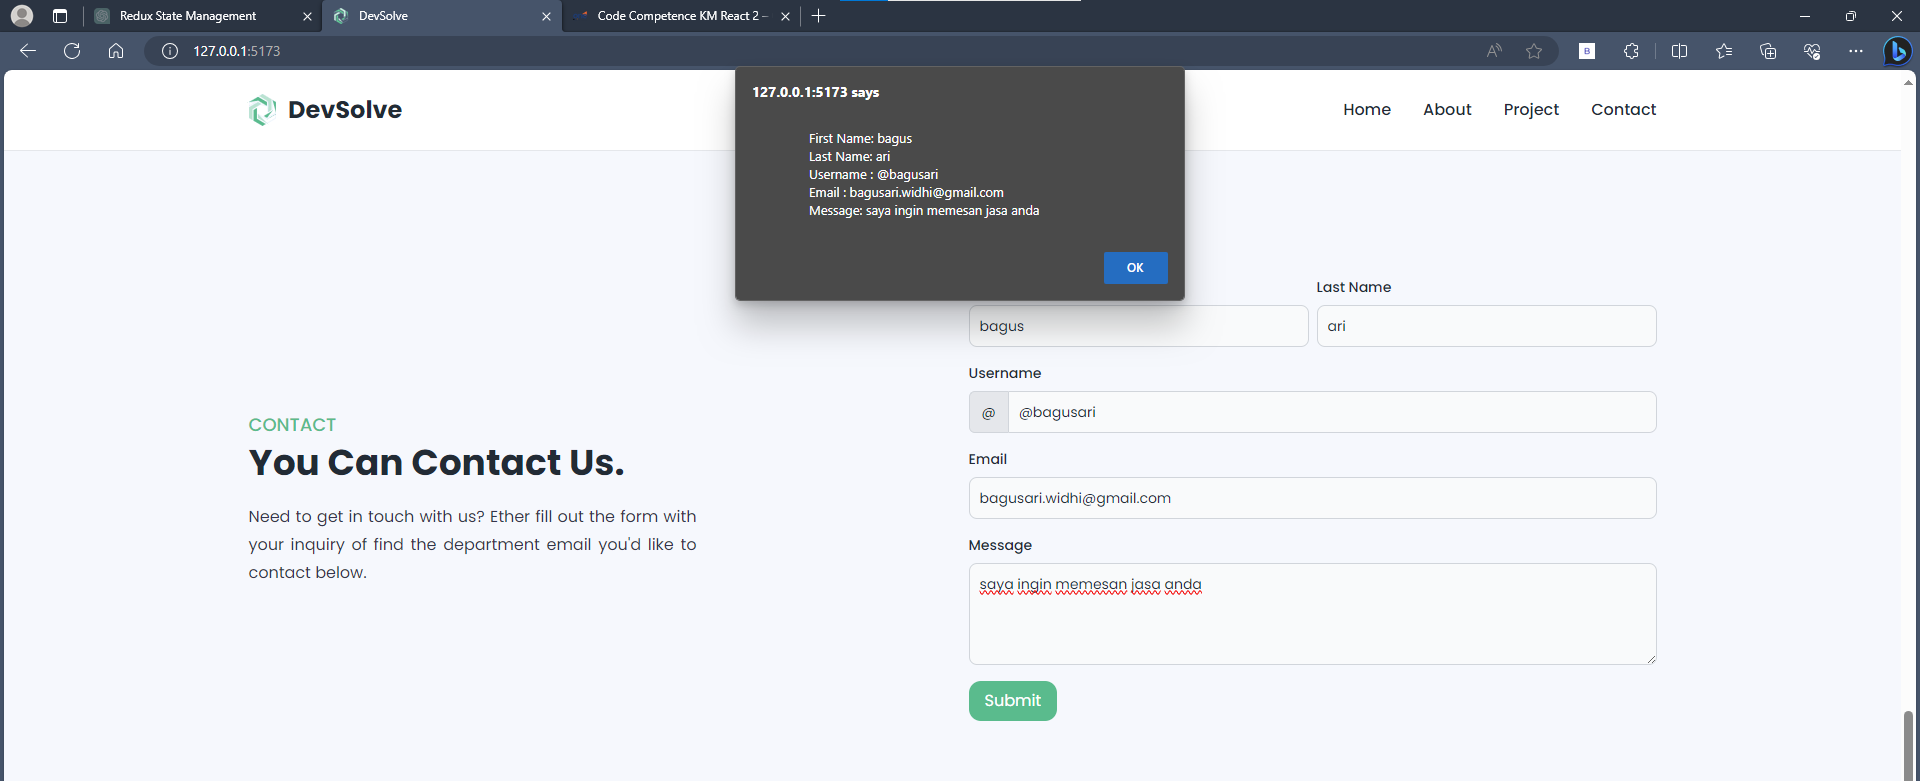 Redux State Management
DevSolve
Code Competence KM React 2 –
127.0.0.1:5173
DevSolve
Home
About
Project
Contact
127.0.0.1:5173 says
First Name: bagus
Last Name: ari
Username : @bagusari
Email : bagusari.widhi@gmail.com
Message: saya ingin memesan jasa anda
OK
CONTACT
You Can Contact Us.
Need to get in touch with us? Ether fill out the form with
your inquiry of find the department email you'd like to
contact below.
Last Name
bagus
ari
Username
@
@bagusari
Email
bagusari.widhi@gmail.com
Message
saya ingin memesan jasa anda
Submit